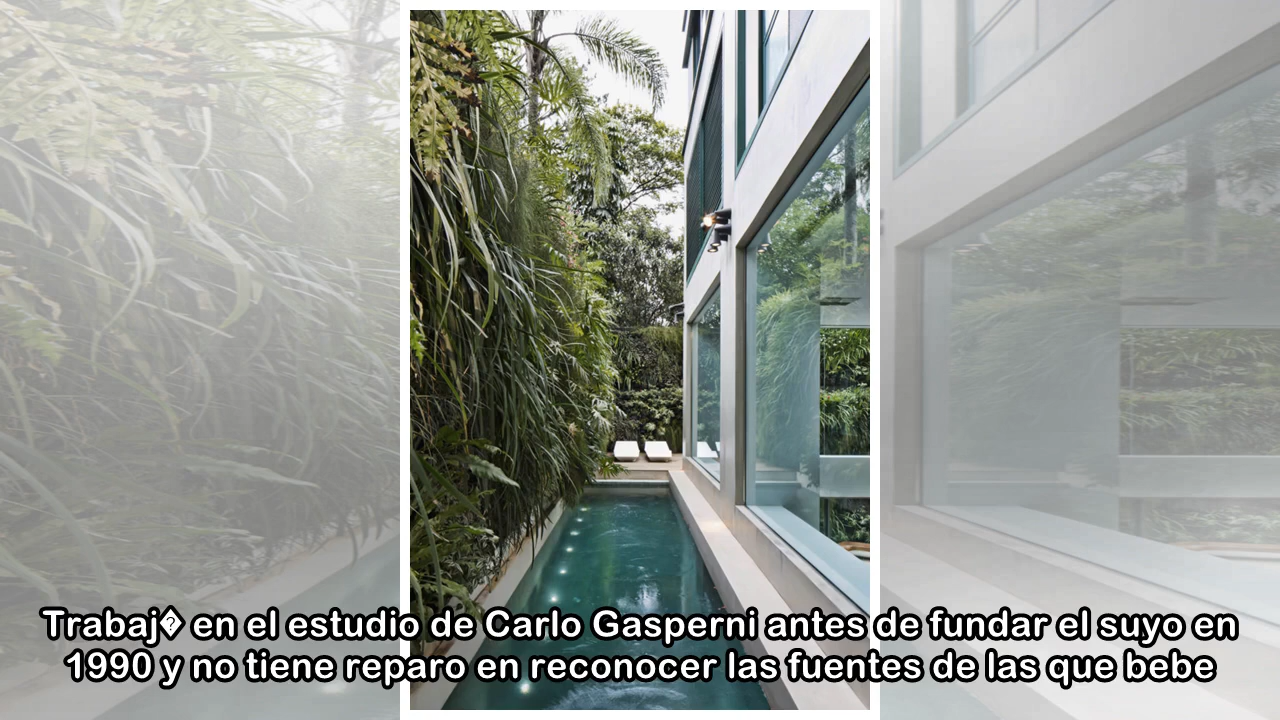 Trabaj� en el estudio de Carlo Gasperni antes de fundar el suyo en
1990 y no tiene reparo en reconocer las fuentes de las que bebe